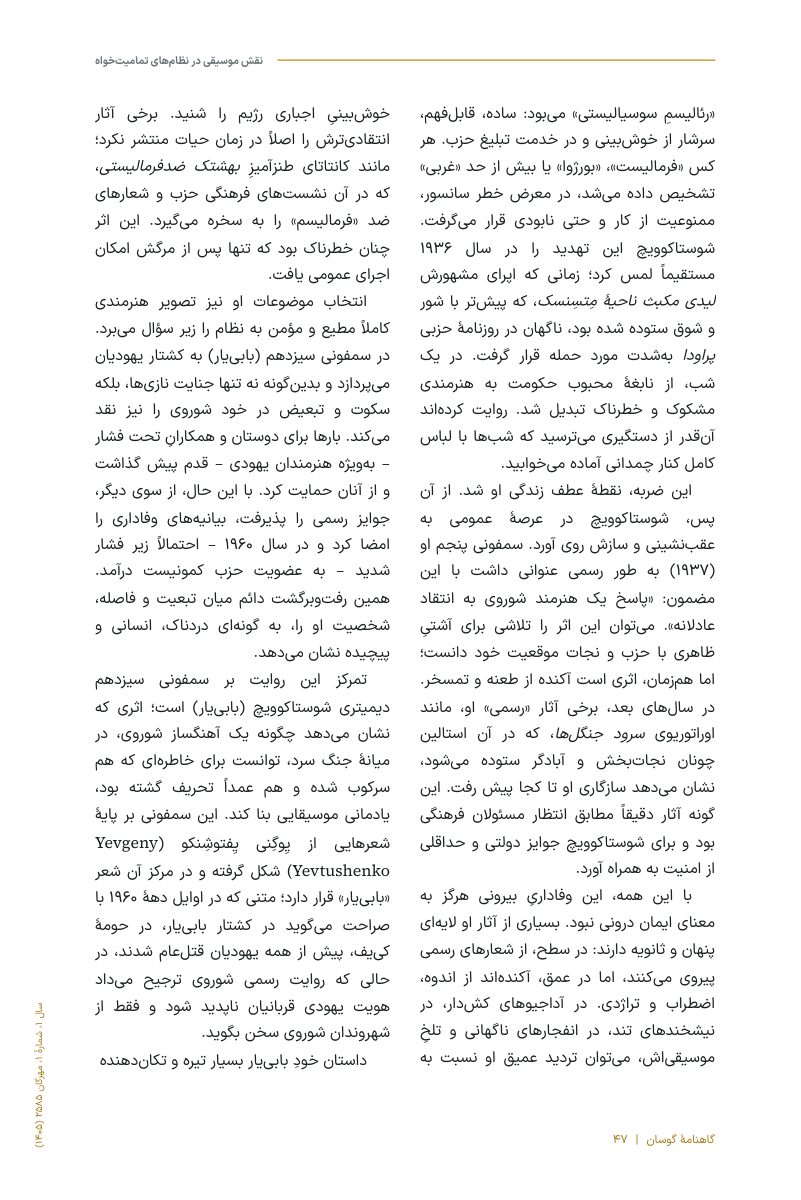 نقش موسیقی در نظام‌های تمامیت‌خواه
«رئالیسمِ سوسیالیستی» می‌بود: ساده، قابل‌فهم،
سرشار از خوش‌بینی و در خدمت تبلیغ حزب. هر
کس «فرمالیست»، «بورژوا» یا بیش از حد «غربی»
تشخیص داده می‌شد، در معرض خطر سانسور،
ممنوعیت از کار و حتی نابودی قرار می‌گرفت.
شوستاکوویچ این تهدید را در سال ۱۹۳۶
مستقیماً لمس کرد؛ زمانی که اپرای مشهورش
لیدی مکبث ناحیهٔ مِتسِنسک، که پیش‌تر با شور
و شوق ستوده شده بود، ناگهان در روزنامهٔ حزبی
پراودا به‌شدت مورد حمله قرار گرفت. در یک
شب، از نابغهٔ محبوب حکومت به هنرمندی
مشکوک و خطرناک تبدیل شد. روایت کرده‌اند
آن‌قدر از دستگیری می‌ترسید که شب‌ها با لباس
کامل کنار چمدانی آماده می‌خوابید.
این ضربه، نقطهٔ عطف زندگی او شد. از آن
پس، شوستاکوویچ در عرصهٔ عمومی به
عقب‌نشینی و سازش روی آورد. سمفونی پنجم او
(۱۹۳۷) به طور رسمی عنوانی داشت با این
مضمون: «پاسخ یک هنرمند شوروی به انتقاد
عادلانه». می‌توان این اثر را تلاشی برای آشتیِ
ظاهری با حزب و نجات موقعیت خود دانست؛
اما هم‌زمان، اثری است آکنده از طعنه و تمسخر.
در سال‌های بعد، برخی آثار «رسمی» او، مانند
اوراتوریوی سرود جنگل‌ها، که در آن استالین
چونان نجات‌بخش و آبادگر ستوده می‌شود،
نشان می‌دهد سازگاری او تا کجا پیش رفت. این
گونه آثار دقیقاً مطابق انتظار مسئولان فرهنگی
بود و برای شوستاکوویچ جوایز دولتی و حداقلی
از امنیت به همراه آورد.
با این همه، این وفاداریِ بیرونی هرگز به
معنای ایمان درونی نبود. بسیاری از آثار او لایه‌ای
پنهان و ثانویه دارند: در سطح، از شعارهای رسمی
پیروی می‌کنند، اما در عمق، آکنده‌اند از اندوه،
اضطراب و تراژدی. در آداجیوهای کش‌دار، در
نیشخندهای تند، در انفجارهای ناگهانی و تلخِ
موسیقی‌اش، می‌توان تردید عمیق او نسبت به
خوش‌بینیِ اجباری رژیم را شنید. برخی آثار
انتقادی‌ترش را اصلاً در زمان حیات منتشر نکرد؛
مانند کانتاتای طنزآمیزِ بهشتک ضدفرمالیستی،
که در آن نشست‌های فرهنگی حزب و شعارهای
ضد «فرمالیسم» را به سخره می‌گیرد. این اثر
چنان خطرناک بود که تنها پس از مرگش امکان
اجرای عمومی یافت.
انتخاب موضوعات او نیز تصویر هنرمندی
کاملاً مطیع و مؤمن به نظام را زیر سؤال می‌برد.
در سمفونی سیزدهم (بابی‌یار) به کشتار یهودیان
می‌پردازد و بدین‌گونه نه تنها جنایت نازی‌ها، بلکه
سکوت و تبعیض در خود شوروی را نیز نقد
می‌کند. بارها برای دوستان و همکارانِ تحت فشار
– به‌ویژه هنرمندان یهودی – قدم پیش گذاشت
و از آنان حمایت کرد. با این حال، از سوی دیگر،
جوایز رسمی را پذیرفت، بیانیه‌های وفاداری را
امضا کرد و در سال ۱۹۶۰ – احتمالاً زیر فشار
شدید – به عضویت حزب کمونیست درآمد.
همین رفت‌وبرگشت دائم میان تبعیت و فاصله،
شخصیت او را، به گونه‌ای دردناک، انسانی و
پیچیده نشان می‌دهد.
تمرکز این روایت بر سمفونی سیزدهم
دیمیتری شوستاکوویچ (بابی‌یار) است؛ اثری که
نشان می‌دهد چگونه یک آهنگساز شوروی، در
میانهٔ جنگ سرد، توانست برای خاطره‌ای که هم
سرکوب شده و هم عمداً تحریف گشته بود،
یادمانی موسیقایی بنا کند. این سمفونی بر پایهٔ
شعرهایی از یِوگِنی یِفتوشِنکو (Yevgeny
Yevtushenko) شکل گرفته و در مرکز آن شعر
«بابی‌یار» قرار دارد؛ متنی که در اوایل دههٔ ۱۹۶۰ با
صراحت می‌گوید در کشتار بابی‌یار، در حومهٔ
کی‌یف، پیش از همه یهودیان قتل‌عام شدند، در
حالی که روایت رسمی شوروی ترجیح می‌داد
هویت یهودی قربانیان ناپدید شود و فقط از
شهروندان شوروی سخن بگوید.
داستان خودِ بابی‌یار بسیار تیره و تکان‌دهنده
سال ۱، شمارهٔ ۱، مهرگان ۲۵۸۵ (۱۴۰۵)
گاهنامهٔ گوسان | ۴۷